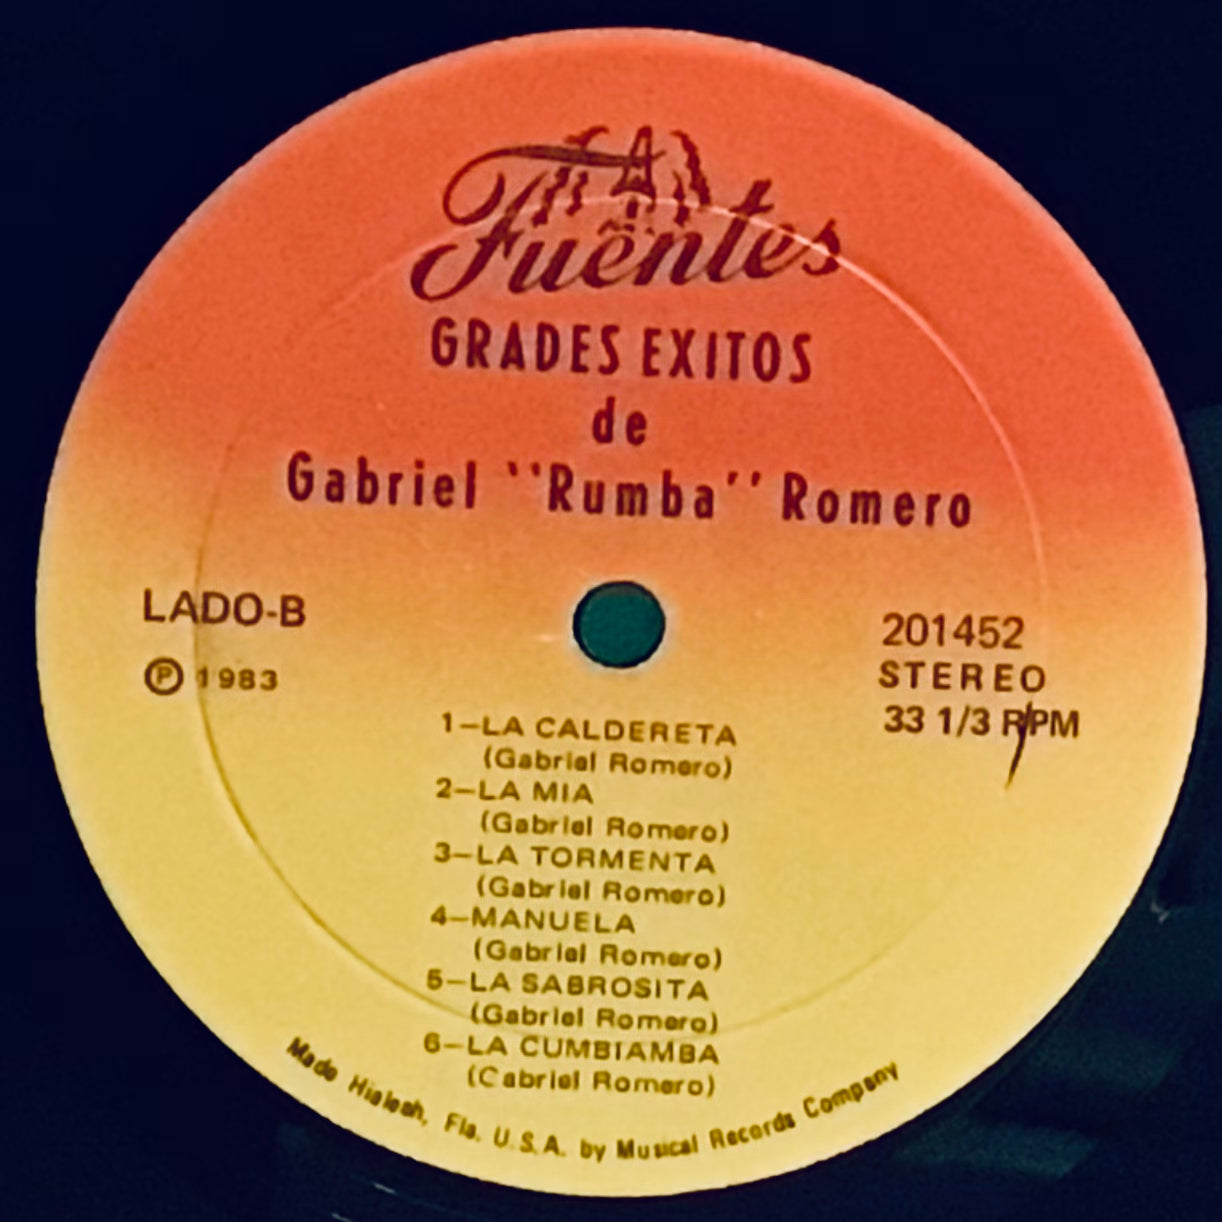 Fuentes
GRADES EXITOS
de
Gabriel "Rumba" Romero
LADO-B
℗ 1983
201452
STEREO
33 1/3 RPM
1—LA CALDERETA
(Gabriel Romero)
2—LA MIA
(Gabriel Romero)
3—LA TORMENTA
(Gabriel Romero)
4—MANUELA
(Gabriel Romero)
5—LA SABROSITA
(Gabriel Romero)
6—LA CUMBIAMBA
(Gabriel Romero)
Made Hialeah, Fla. U.S.A. by Musical Records Company